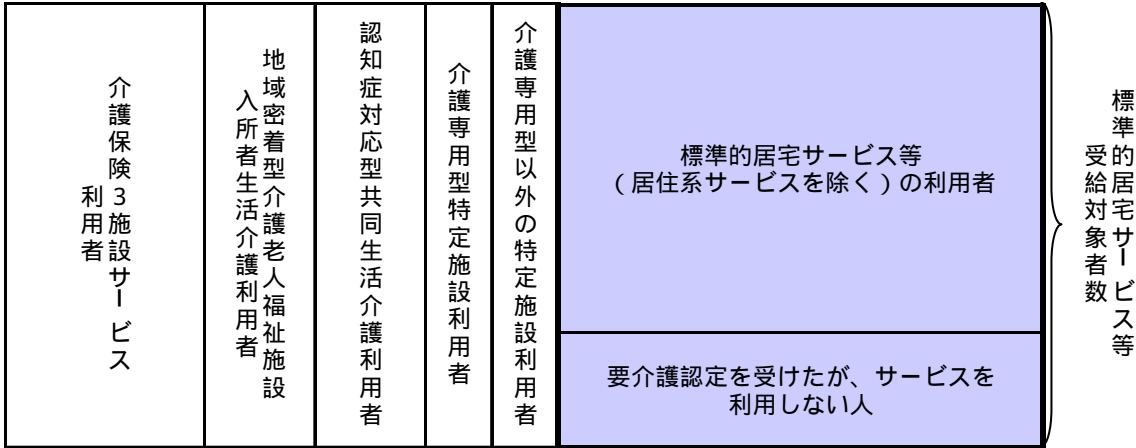 介護保険3施設サービス
利用者
地域密着型介護老人福祉施設
入所者生活介護利用者
認知症対応型共同生活介護利用者
介護専用型特定施設利用者
介護専用型以外の特定施設利用者
標準的居宅サービス等
(居住系サービスを除く)の利用者
要介護認定を受けたが、サービスを
利用しない人
標準的居宅サービス等
受給対象者数